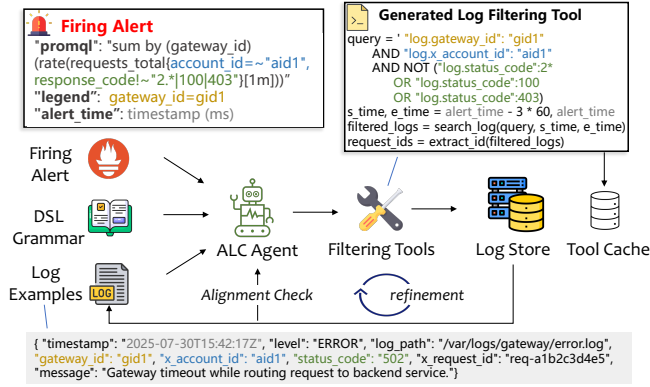 Firing Alert
"promql": "sum by (gateway_id)
(rate(requests_total{account_id=~"aid1",
response_code!~"2.*|100|403"}[1m]))"
"legend": gateway_id=gid1
"alert_time": timestamp (ms)
Generated Log Filtering Tool
query = ' "log.gateway_id": "gid1"
AND "log.x_account_id": "aid1"
AND NOT ("log.status_code":2*
OR "log.status_code":100
OR "log.status_code":403)
s_time, e_time = alert_time - 3 * 60, alert_time
filtered_logs = search_log(query, s_time, e_time)
request_ids = extract_id(filtered_logs)
Firing
Alert
DSL
Grammar
Log
Examples
LOG
ALC Agent
Filtering Tools
Log Store
Tool Cache
Alignment Check
refinement
{ "timestamp": "2025-07-30T15:42:17Z", "level": "ERROR", "log_path": "/var/logs/gateway/error.log",
"gateway_id": "gid1", "x_account_id": "aid1", "status_code": "502", "x_request_id": "req-a1b2c3d4e5",
"message": "Gateway timeout while routing request to backend service."}